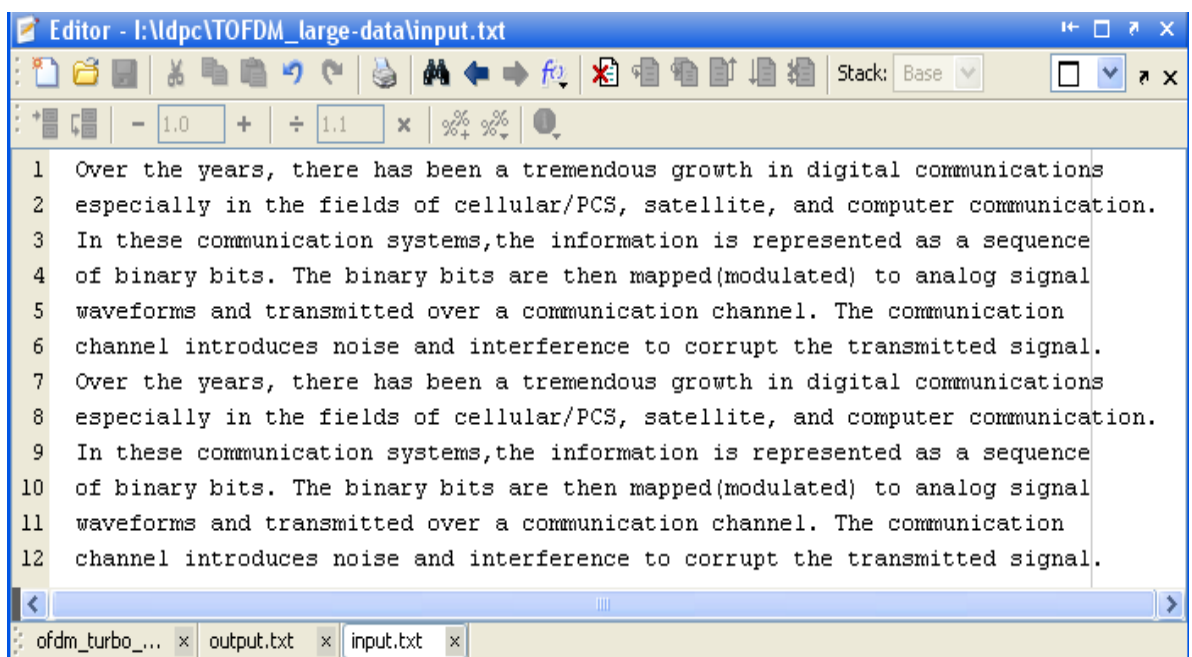 Editor - I:\ldpc\TOFDM_large-data\input.txt
Stack: Base
- 1.0 + ÷ 1.1 ×
1 Over the years, there has been a tremendous growth in digital communications
2 especially in the fields of cellular/PCS, satellite, and computer communication.
3 In these communication systems,the information is represented as a sequence
4 of binary bits. The binary bits are then mapped(modulated) to analog signal
5 waveforms and transmitted over a communication channel. The communication
6 channel introduces noise and interference to corrupt the transmitted signal.
7 Over the years, there has been a tremendous growth in digital communications
8 especially in the fields of cellular/PCS, satellite, and computer communication.
9 In these communication systems,the information is represented as a sequence
10 of binary bits. The binary bits are then mapped(modulated) to analog signal
11 waveforms and transmitted over a communication channel. The communication
12 channel introduces noise and interference to corrupt the transmitted signal.
ofdm_turbo_... × output.txt × input.txt ×